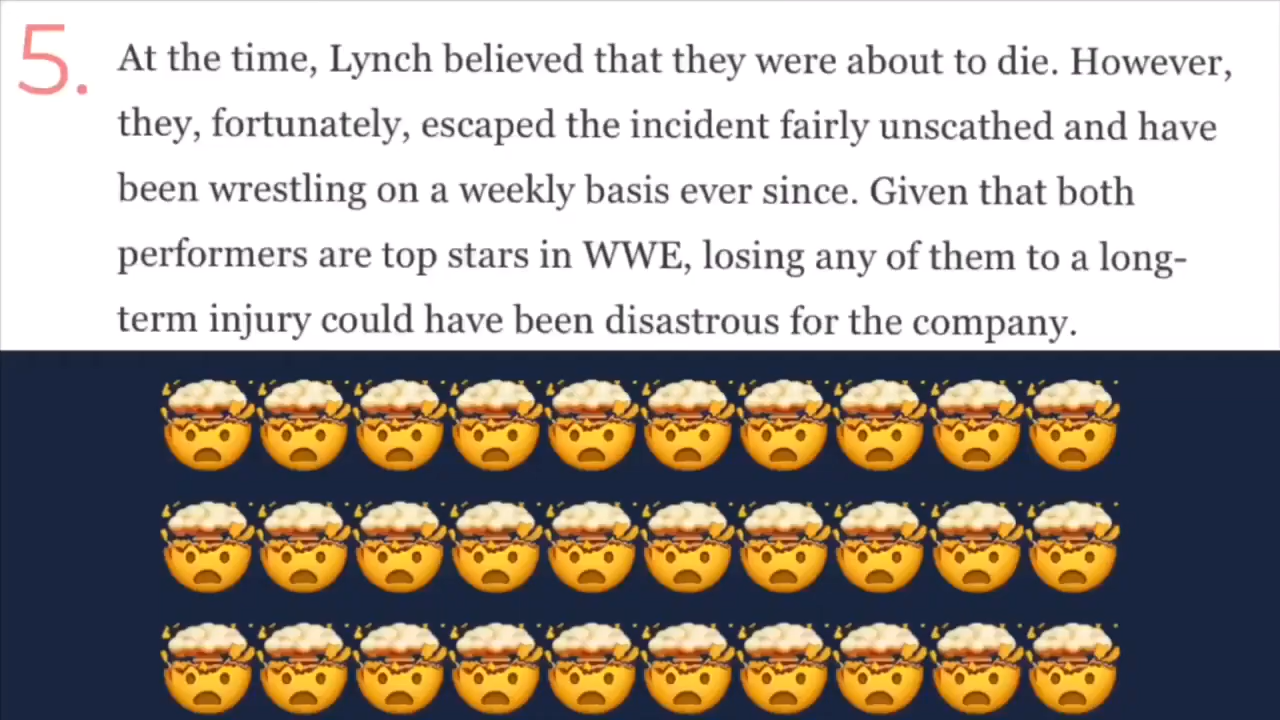 5.
At the time, Lynch believed that they were about to die. However,
they, fortunately, escaped the incident fairly unscathed and have
been wrestling on a weekly basis ever since. Given that both
performers are top stars in WWE, losing any of them to a long-
term injury could have been disastrous for the company.